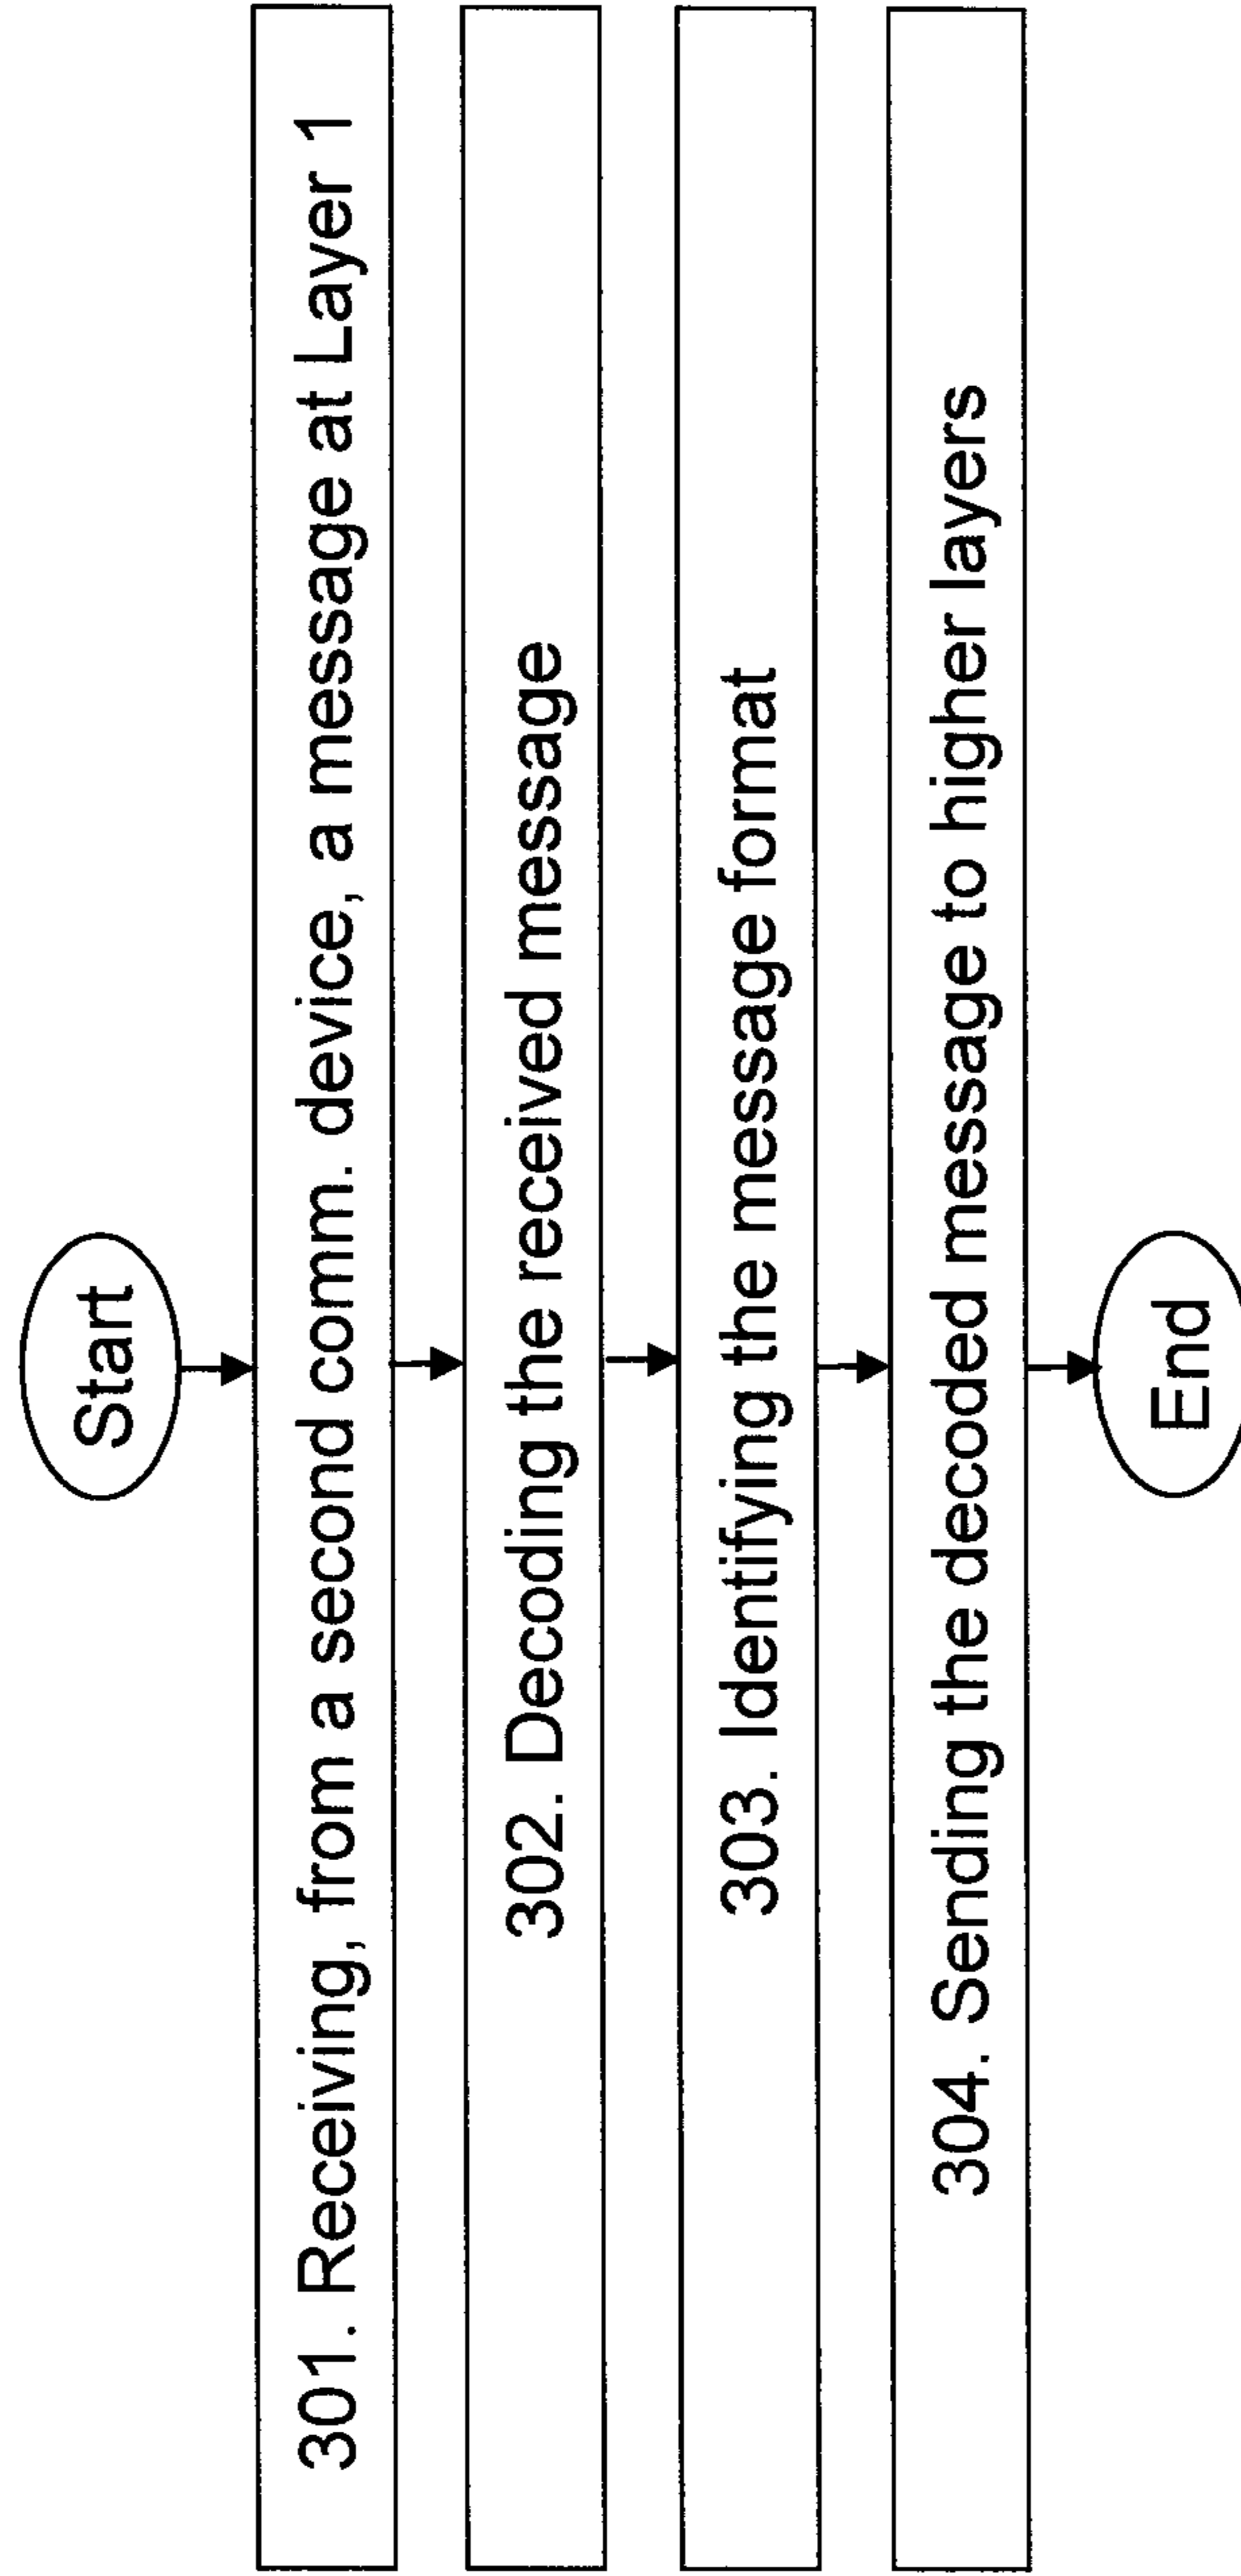 Start
301. Receiving, from a second comm. device, a message at Layer 1
302. Decoding the received message
303. Identifying the message format
304. Sending the decoded message to higher layers
End